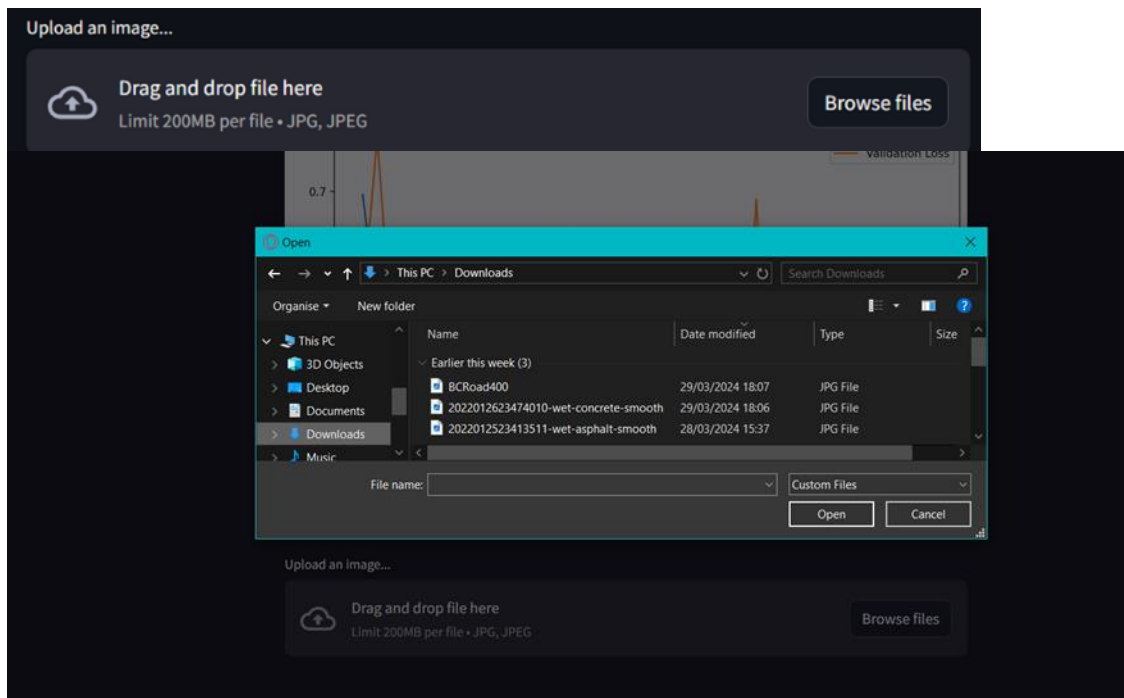 Upload an image...
Drag and drop file here
Limit 200MB per file • JPG, JPEG
Browse files
Validation Loss
0.7
Open
This PC > Downloads
Search Downloads
Organise
New folder
This PC
3D Objects
Desktop
Documents
Downloads
Music
Name Date modified Type Size
Earlier this week (3)
BCRoad400 29/03/2024 18:07 JPG File
2022012623474010-wet-concrete-smooth 29/03/2024 18:06 JPG File
2022012523413511-wet-asphalt-smooth 28/03/2024 15:37 JPG File
File name:
Custom Files
Open
Cancel
Upload an image...
Drag and drop file here
Limit 200MB per file • JPG, JPEG
Browse files